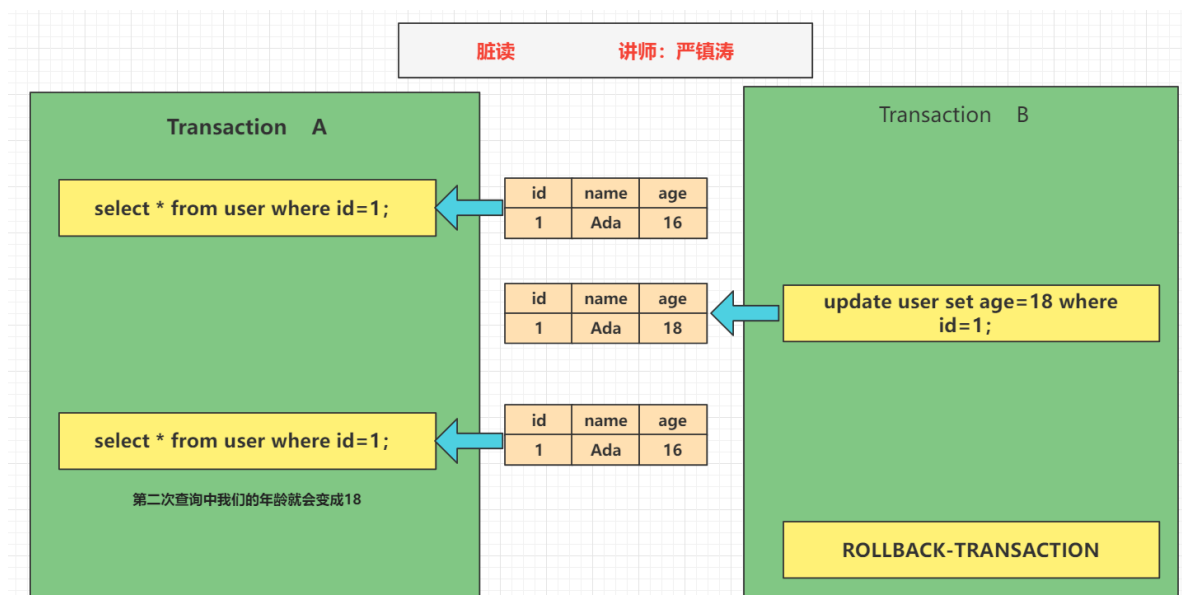 脏读 讲师：严镇涛
Transaction A
select * from user where id=1;
id name age
1 Ada 16
id name age
1 Ada 18
select * from user where id=1;
id name age
1 Ada 16
第二次查询中我们的年龄就会变成18
Transaction B
update user set age=18 where
id=1;
ROLLBACK-TRANSACTION